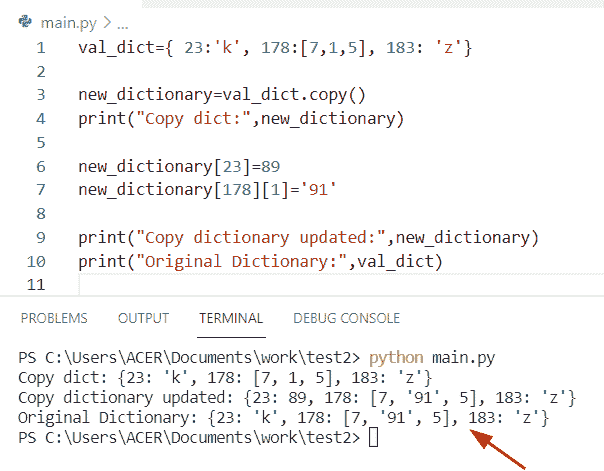 main.py > ...
1 val_dict={ 23:'k', 178:[7,1,5], 183: 'z'}
2
3 new_dictionary=val_dict.copy()
4 print("Copy dict:",new_dictionary)
5
6 new_dictionary[23]=89
7 new_dictionary[178][1]='91'
8
9 print("Copy dictionary updated:",new_dictionary)
10 print("Original Dictionary:",val_dict)
11
PROBLEMS OUTPUT TERMINAL DEBUG CONSOLE
PS C:\Users\ACER\Documents\work\test2> python main.py
Copy dict: {23: 'k', 178: [7, 1, 5], 183: 'z'}
Copy dictionary updated: {23: 89, 178: [7, '91', 5], 183: 'z'}
Original Dictionary: {23: 'k', 178: [7, '91', 5], 183: 'z'}
PS C:\Users\ACER\Documents\work\test2>